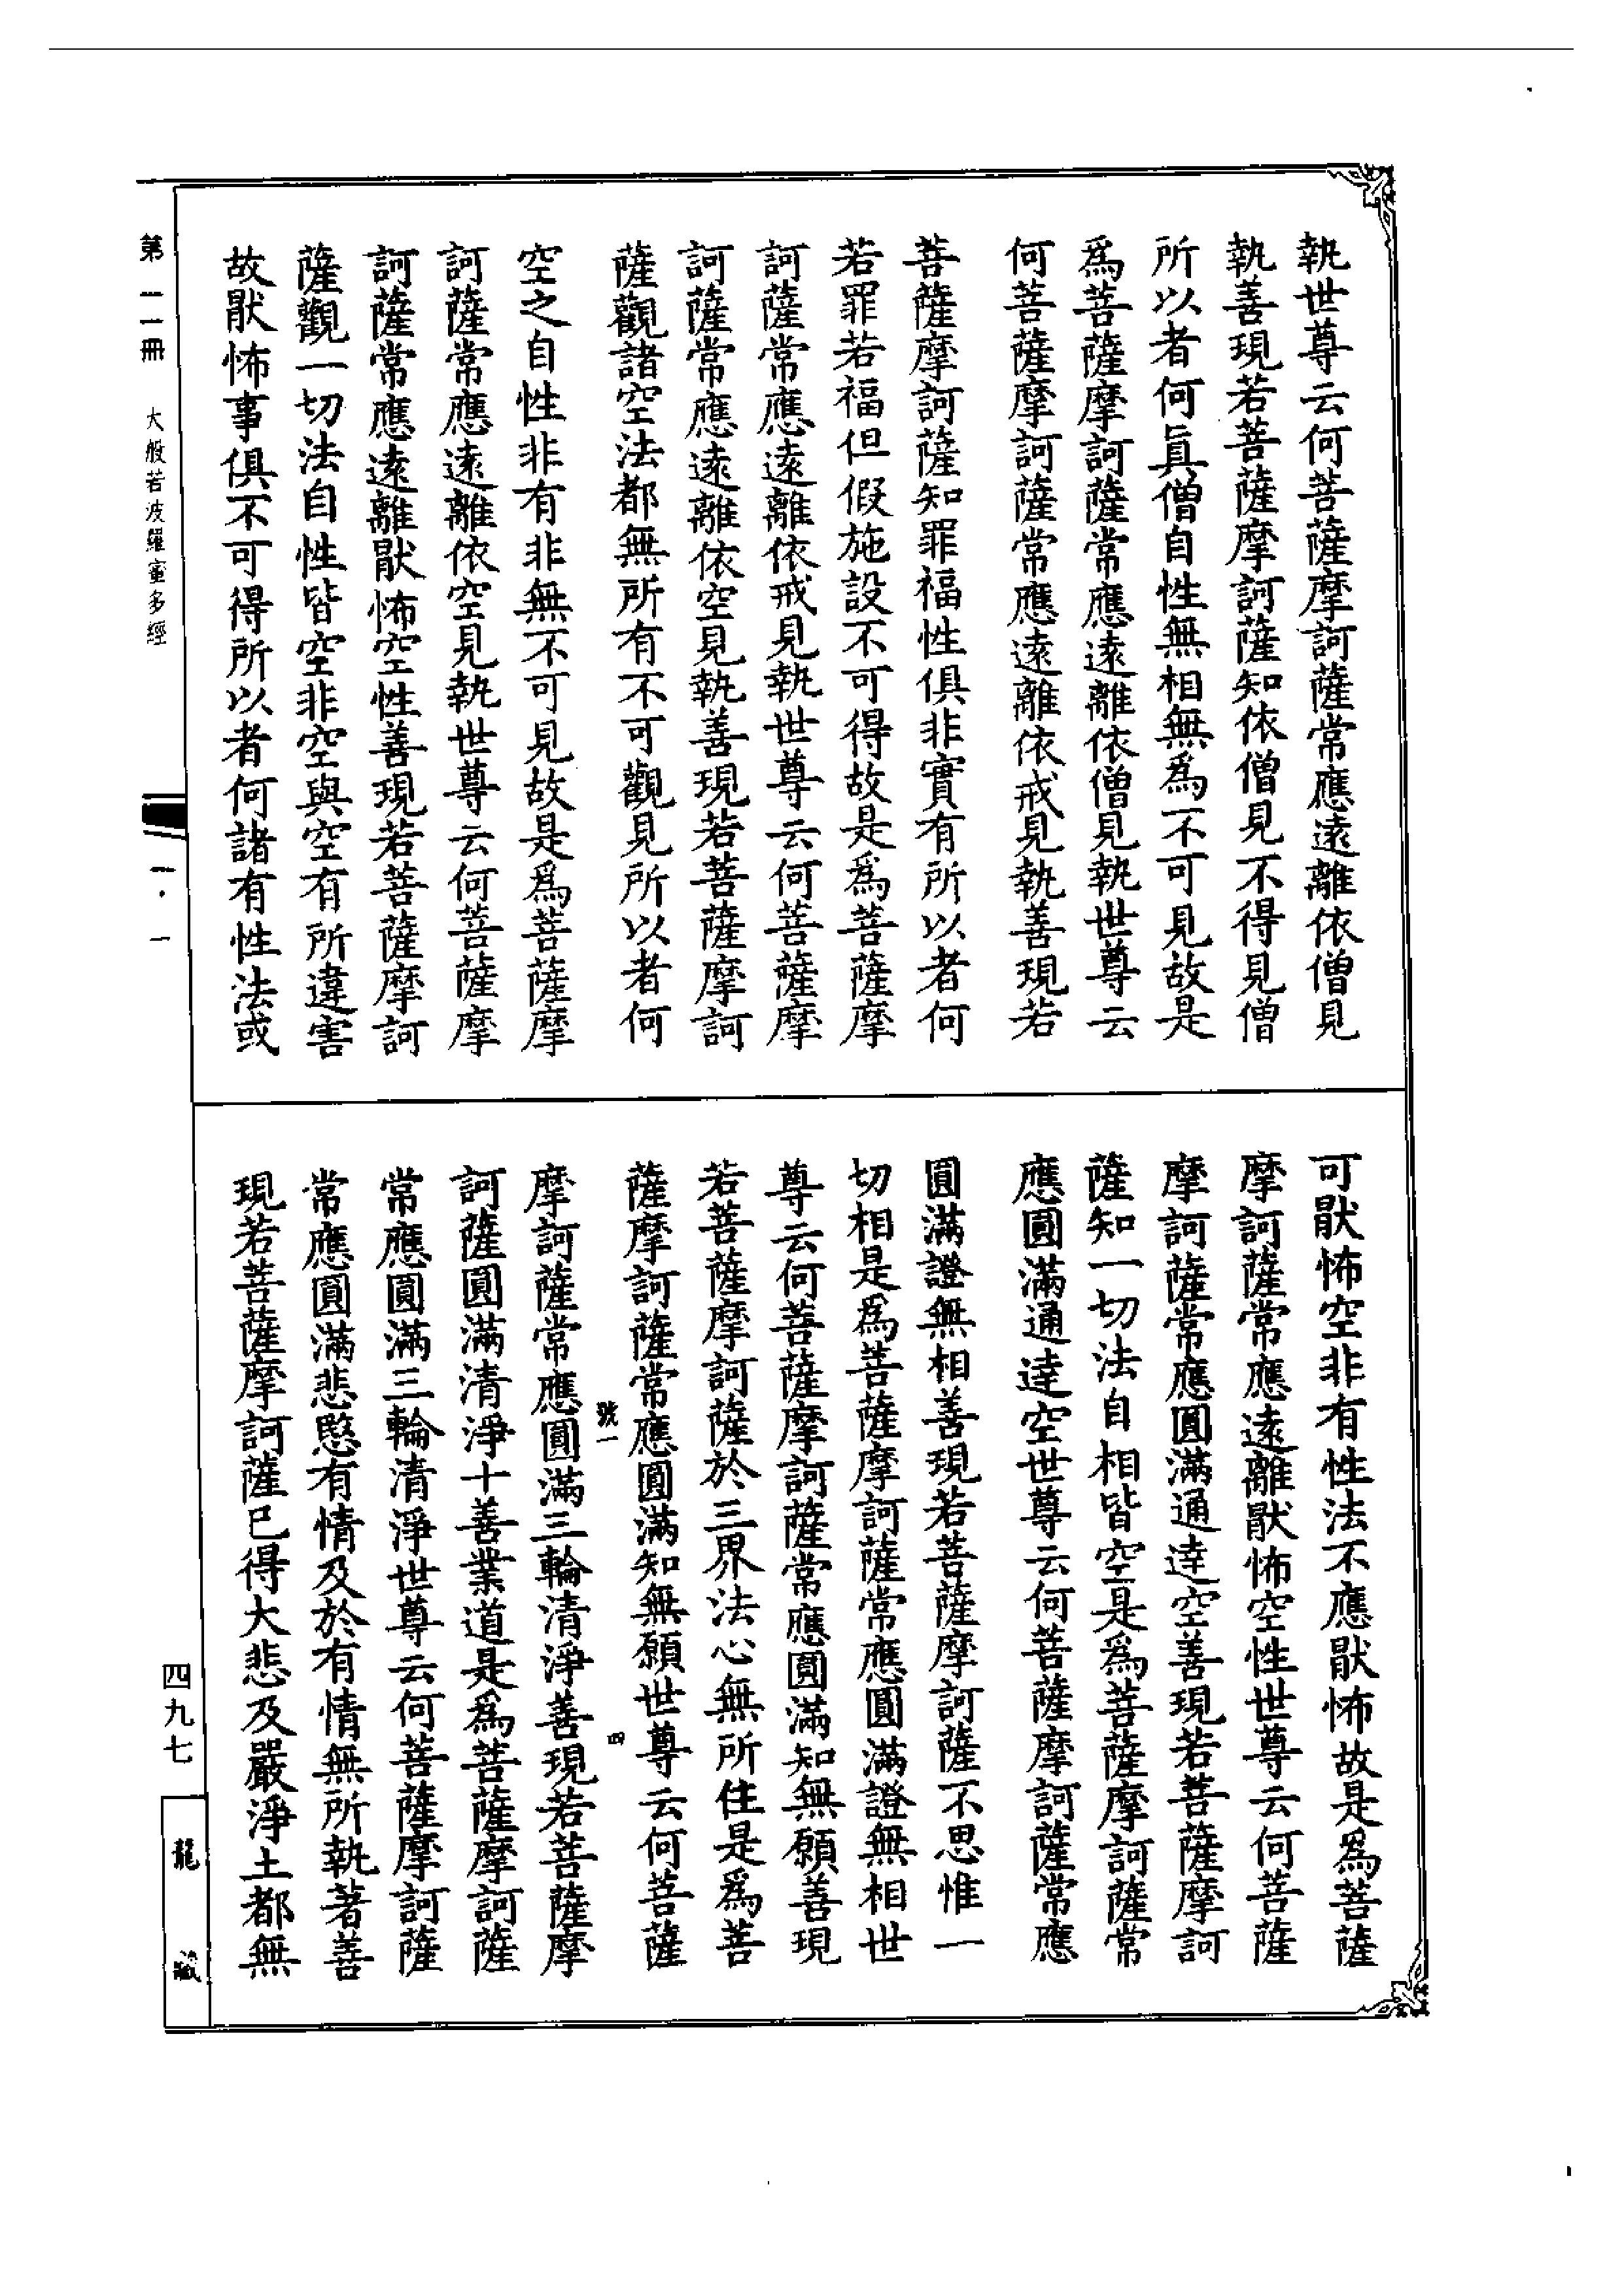 執世尊云何菩薩摩訶薩常應遠離依僧見
執善現若菩薩摩訶薩知依僧見不得見僧
所以者何真僧自性無相無為不可見故是
為菩薩摩訶薩常應遠離依僧見執世尊云
何菩薩摩訶薩常應遠離依戒見執善現若
菩薩摩訶薩知罪福性俱非實有所以者何
若罪若福但假施設不可得故是為菩薩摩
訶薩常應遠離依戒見執世尊云何菩薩摩
訶薩常應遠離依空見執善現若菩薩摩訶
薩觀諸空法都無所有不可觀見所以者何
空之自性非有非無不可見故是為菩薩摩
訶薩常應遠離依空見執世尊云何菩薩摩
訶薩常應遠離猒怖空性善現若菩薩摩訶
薩觀一切法自性皆空非空與空有所違害
故猒怖事俱不可得所以者何諸有性法或
可猒怖空非有性法不應猒怖故是為菩薩
摩訶薩常應遠離猒怖空性世尊云何菩薩
摩訶薩常應圓滿通達空善現若菩薩摩訶
薩知一切法自相皆空是為菩薩摩訶薩常
應圓滿通達空世尊云何菩薩摩訶薩常應
圓滿證無相善現若菩薩摩訶薩不思惟一
切相是為菩薩摩訶薩常應圓滿證無相世
尊云何菩薩摩訶薩常應圓滿知無願善現
若菩薩摩訶薩於三界法心無所住是為菩
薩摩訶薩常應圓滿知無願世尊云何菩薩
號一 四
摩訶薩常應圓滿三輪清淨善現若菩薩摩
訶薩圓滿清淨十善業道是為菩薩摩訶薩
常應圓滿三輪清淨世尊云何菩薩摩訶薩
常應圓滿悲愍有情及於有情無所執著善
現若菩薩摩訶薩已得大悲及嚴淨土都無
第一一冊 大般若波羅蜜多經 一·一
四九七 龍藏